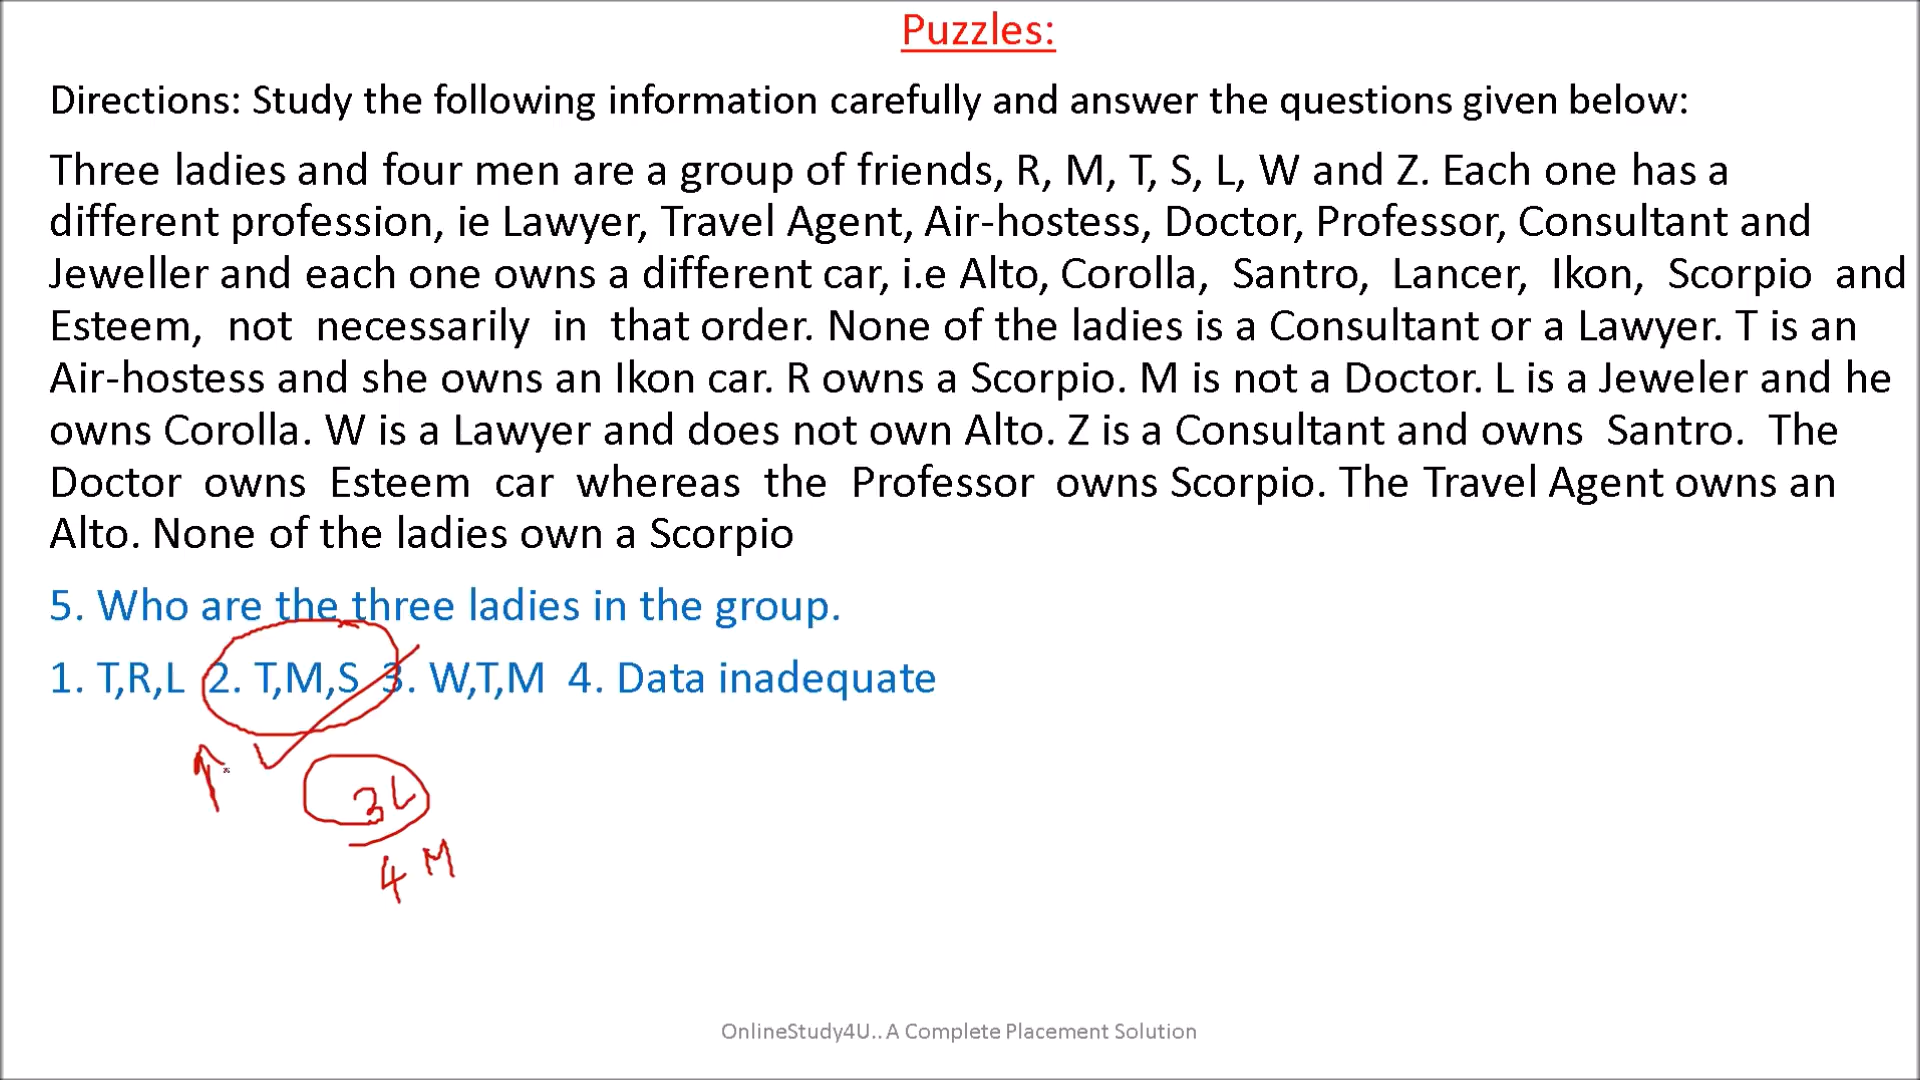 Puzzles:
Directions: Study the following information carefully and answer the questions given below:
Three ladies and four men are a group of friends, R, M, T, S, L, W and Z. Each one has a
different profession, ie Lawyer, Travel Agent, Air-hostess, Doctor, Professor, Consultant and
Jeweller and each one owns a different car, i.e Alto, Corolla, Santro, Lancer, Ikon, Scorpio and
Esteem, not necessarily in that order. None of the ladies is a Consultant or a Lawyer. T is an
Air-hostess and she owns an Ikon car. R owns a Scorpio. M is not a Doctor. L is a Jeweler and he
owns Corolla. W is a Lawyer and does not own Alto. Z is a Consultant and owns Santro. The
Doctor owns Esteem car whereas the Professor owns Scorpio. The Travel Agent owns an
Alto. None of the ladies own a Scorpio
5. Who are the three ladies in the group.
1. T,R,L 2. T,M,S 3. W,T,M 4. Data inadequate
3L
4 M
OnlineStudy4U.. A Complete Placement Solution